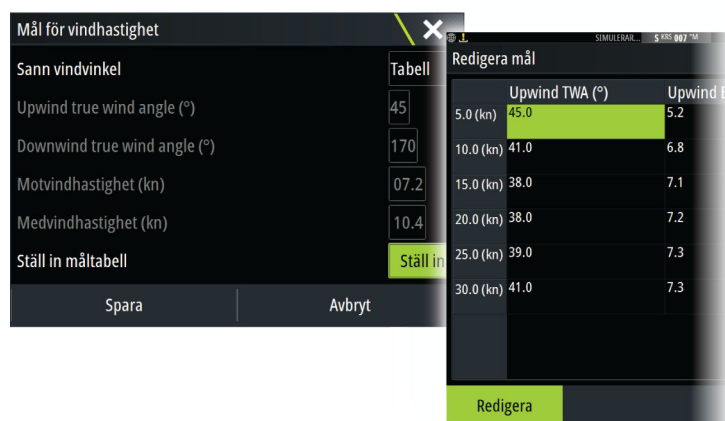 Mål för vindhastighet
Sann vindvinkel Tabell
Upwind true wind angle (°) 45
Downwind true wind angle (°) 170
Motvindhastighet (kn) 07.2
Medvindhastighet (kn) 10.4
Ställ in måltabell Ställ in
Spara Avbryt
SIMULERAR... S KRS 007 °M
Redigera mål
Upwind TWA (°) Upwind
5.0 (kn) 45.0 5.2
10.0 (kn) 41.0 6.8
15.0 (kn) 38.0 7.1
20.0 (kn) 38.0 7.2
25.0 (kn) 39.0 7.3
30.0 (kn) 41.0 7.3
Redigera